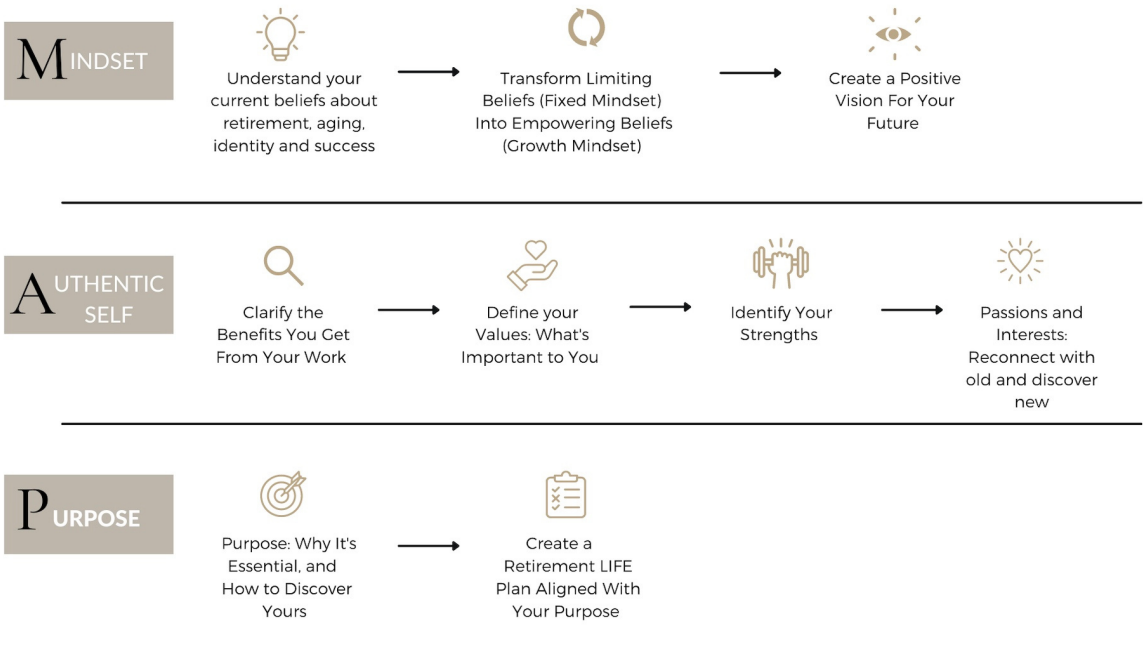 MINDSET
Understand your
current beliefs about
retirement, aging,
identity and success
Transform Limiting
Beliefs (Fixed Mindset)
Into Empowering Beliefs
(Growth Mindset)
Create a Positive
Vision For Your
Future
AUTHENTIC
SELF
Clarify the
Benefits You Get
From Your Work
Define your
Values: What's
Important to You
Identify Your
Strengths
Passions and
Interests:
Reconnect with
old and discover
new
PURPOSE
Purpose: Why It's
Essential, and
How to Discover
Yours
Create a
Retirement LIFE
Plan Aligned With
Your Purpose